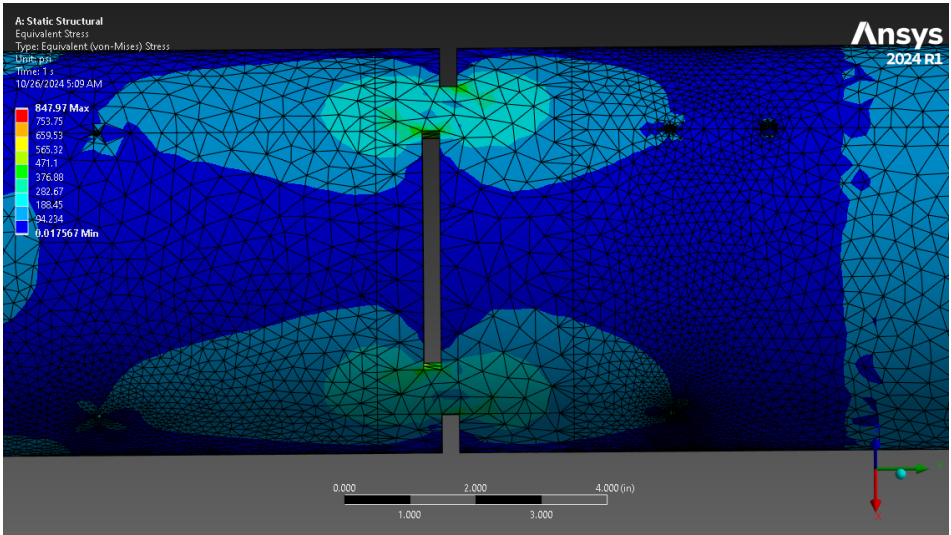 A: Static Structural
Equivalent Stress
Type: Equivalent (von-Mises) Stress
Unit: psi
Time: 1 s
10/26/2024 5:09 AM
847.97 Max
753.75
659.53
565.32
471.1
376.88
282.67
188.45
94.234
0.017567 Min
Ansys
2024 R1
0.000
2.000
4.000 (in)
1.000
3.000
X